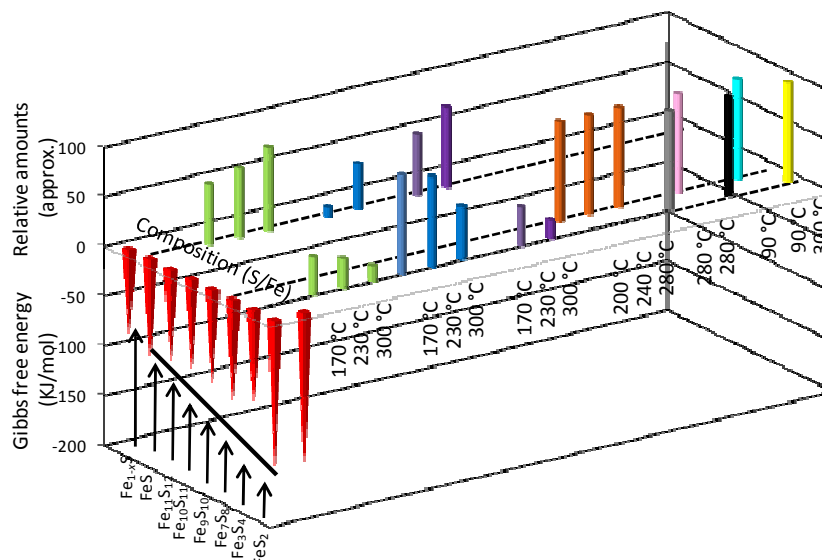 Relative amounts
(approx.)
Gibbs free energy
(KJ/mol)
100
50
0
-50
-100
-150
-200
Composition (S/Fe)
170 °C
230 °C
300 °C
170 °C
230 °C
300 °C
170 °C
230 °C
300 °C
200 °C
240 °C
280 °C
280 °C
280 °C
90 °C
90 °C
300 °C
Fe₁₋ₓS
FeS
Fe₁₁S₁₂
Fe₁₀S₁₁
Fe₉S₁₀
Fe₇S₈
Fe₃S₄
FeS₂